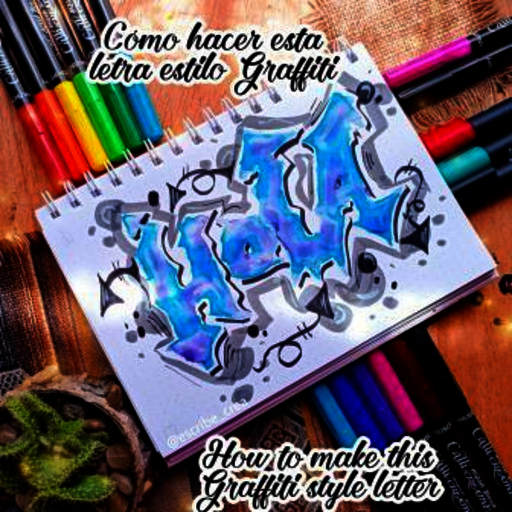 Cómo hacer esta
letra estilo Graffiti
HolA
@escribe_crea
How to make this
Graffiti style letter